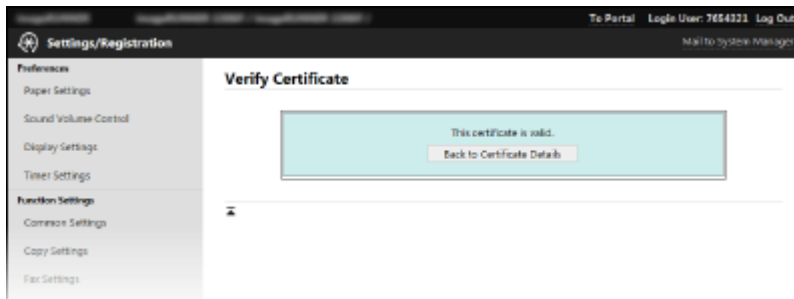 To Portal Login User: 7654321 Log Out
Settings/Registration
Mail to System Manager
Preferences
Paper Settings
Sound Volume Control
Display Settings
Timer Settings
Function Settings
Common Settings
Copy Settings
Fax Settings
Verify Certificate
This certificate is valid.
Back to Certificate Details